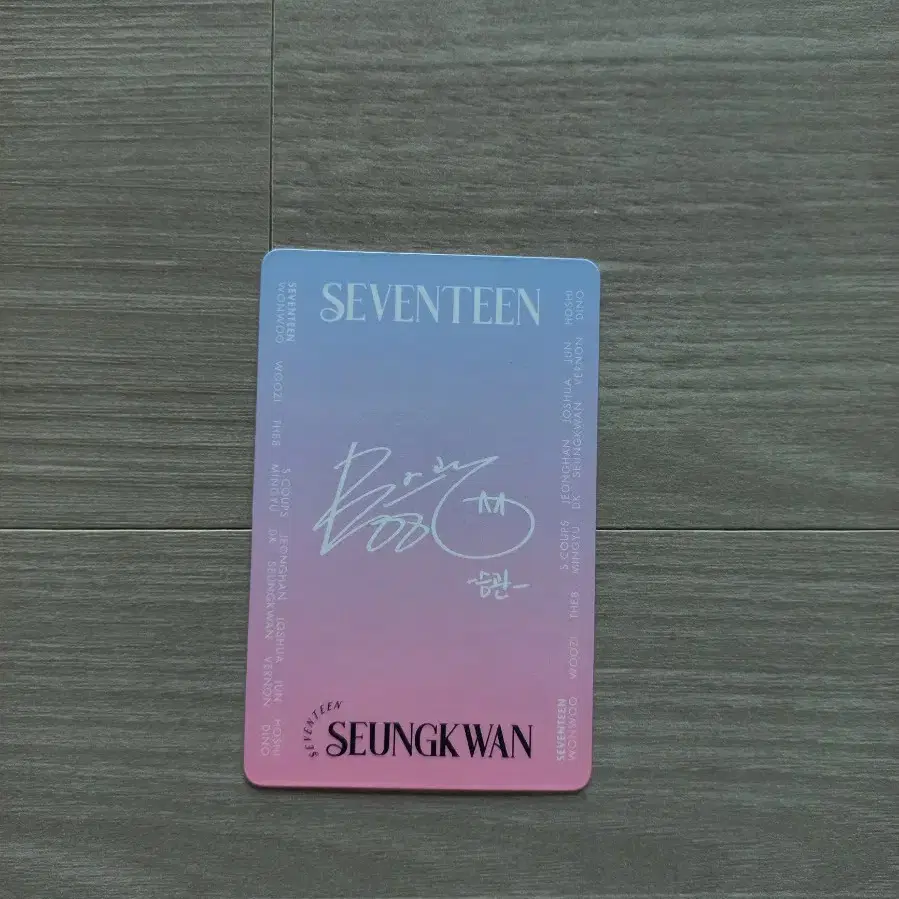 SEVENTEEN
SEVENTEEN
WONWOO WOOZI THE8 MINGYU DK SEUNGKWAN VERNON DINO
S.COUPS JEONGHAN JOSHUA JUN HOSHI
S.COUPS JEONGHAN JOSHUA JUN HOSHI
SEVENTEEN
WONWOO WOOZI THE8 MINGYU DK SEUNGKWAN VERNON DINO
-승관-
SEVENTEEN
SEUNGKWAN